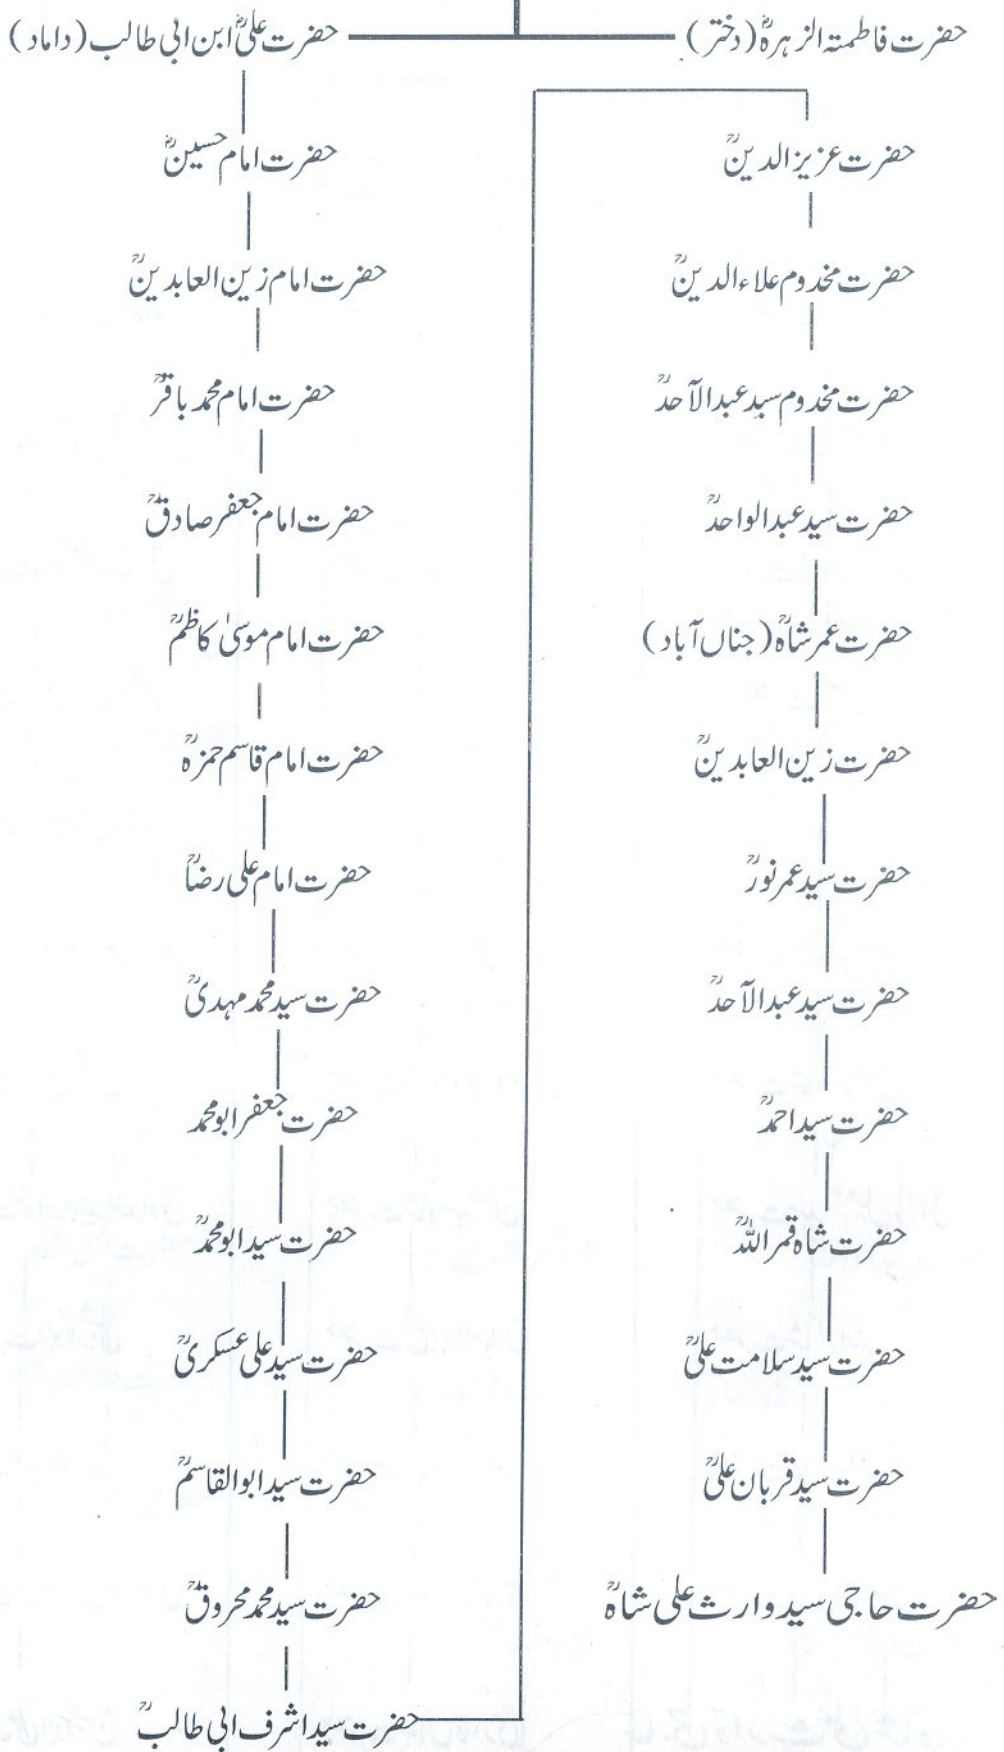 حضرت فاطمتہ الزہرہؓ (دختر)
حضرت علیؓ ابن ابی طالب (داماد)
حضرت امام حسینؓ
حضرت امام زین العابدینؒ
حضرت امام محمد باقرؒ
حضرت امام جعفر صادقؒ
حضرت امام موسیٰ کاظمؒ
حضرت امام قاسم حمزہؒ
حضرت امام علی رضاؒ
حضرت سید محمد مہدیؒ
حضرت جعفر ابو محمد
حضرت سید ابو محمدؒ
حضرت سید علی عسکریؒ
حضرت سید ابو القاسمؒ
حضرت سید محمد محروقؒ
حضرت سید اشرف ابی طالبؒ
حضرت عزیز الدینؒ
حضرت مخدوم علاء الدینؒ
حضرت مخدوم سید عبد الآحدؒ
حضرت سید عبد الواحدؒ
حضرت عمر شاہؒ (جناں آباد)
حضرت زین العابدینؒ
حضرت سید عمر نورؒ
حضرت سید عبد الآحدؒ
حضرت سید احمدؒ
حضرت شاہ قمر اللہؒ
حضرت سید سلامت علیؒ
حضرت سید قربان علیؒ
حضرت حاجی سید وارث علی شاہؒ